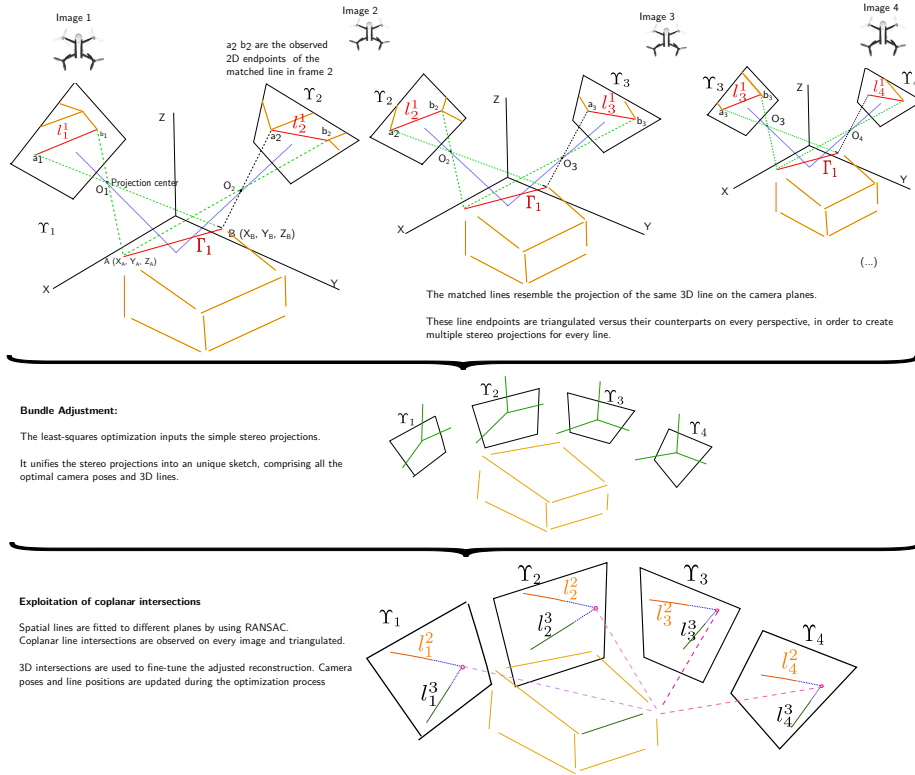 Image 1
Image 2
Image 3
Image 4
a2 b2 are the observed
2D endpoints of the
matched line in frame 2
ϒ1
l₁¹
a1
b1
O1
Projection center
Z
X
Y
ϒ2
l₂¹
a2
b2
O2
A (XA, YA, ZA)
B (XB, YB, ZB)
Γ1
ϒ2
l₂¹
a2
b2
O2
Z
X
Y
ϒ3
l₃¹
a3
b3
O3
Γ1
ϒ3
l₃¹
a3
b3
O3
Z
X
Y
l₄¹
O4
Γ1
(...)
The matched lines resemble the projection of the same 3D line on the camera planes.
These line endpoints are triangulated versus their counterparts on every perspective, in order to create
multiple stereo projections for every line.
Bundle Adjustment:
The least-squares optimization inputs the simple stereo projections.
It unifies the stereo projections into an unique sketch, comprising all the
optimal camera poses and 3D lines.
ϒ1
ϒ2
ϒ3
ϒ4
Exploitation of coplanar intersections
Spatial lines are fitted to different planes by using RANSAC.
Coplanar line intersections are observed on every image and triangulated.
3D intersections are used to fine-tune the adjusted reconstruction. Camera
poses and line positions are updated during the optimization process
ϒ1
l₁²
l₁³
ϒ2
l₂²
l₂³
ϒ3
l₃²
l₃³
ϒ4
l₄²
l₄³